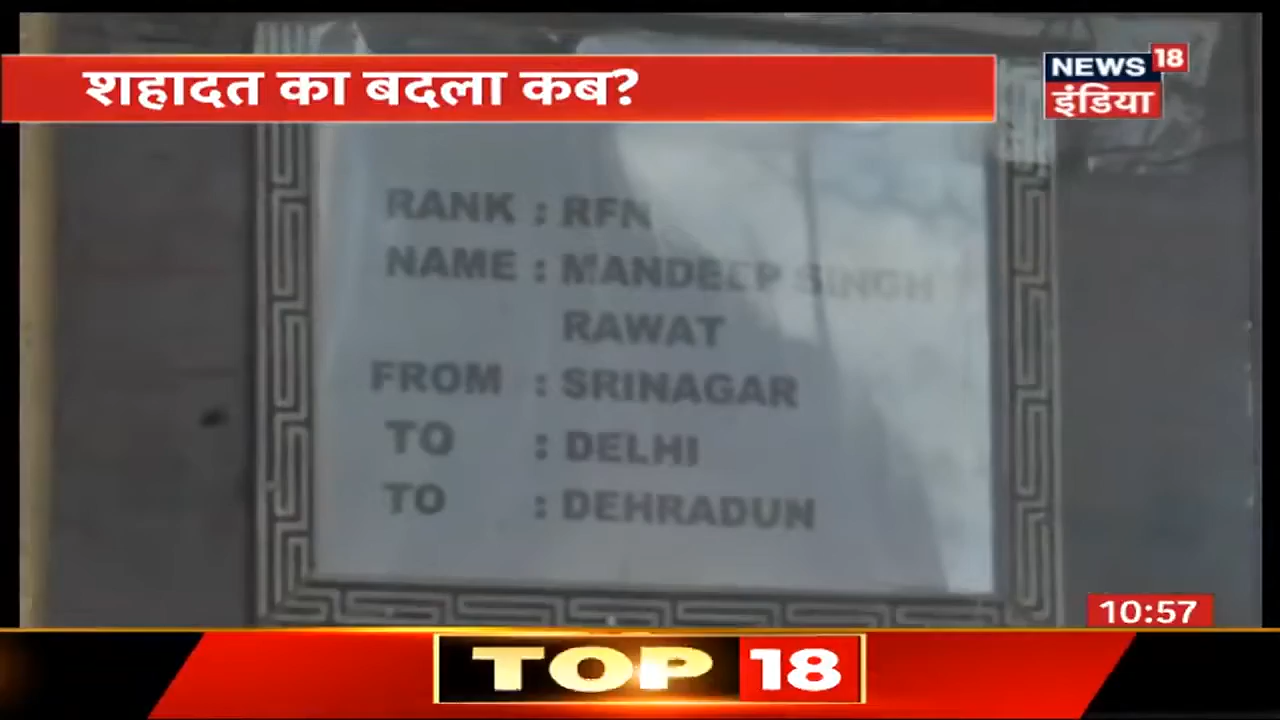 शहादत का बदला कब?
NEWS 18
इंडिया
RANK : RFN
NAME : MANDEEP SINGH
RAWAT
FROM : SRINAGAR
TO : DELHI
TO : DEHRADUN
10:57
TOP 18